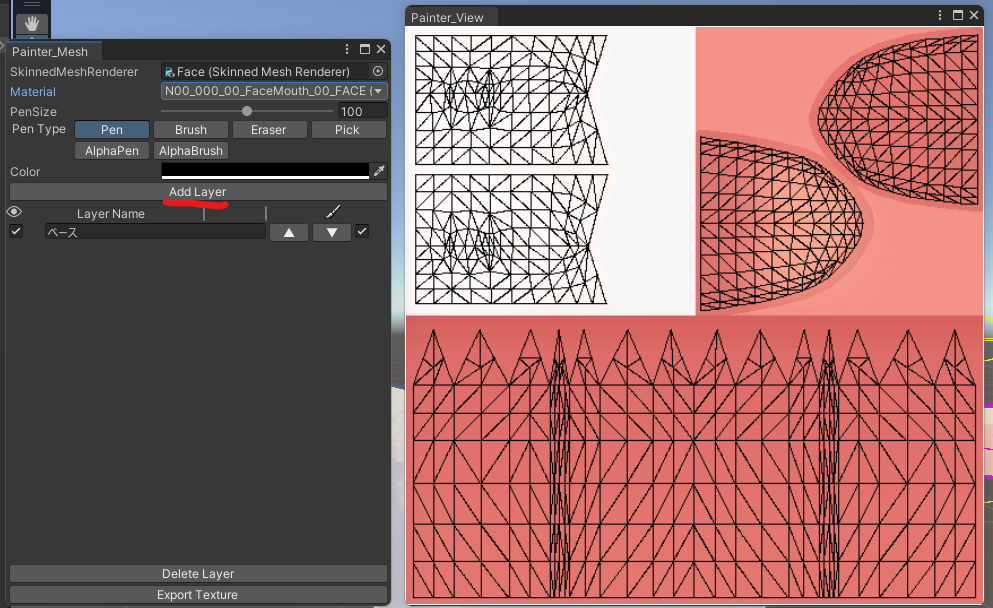 Painter_View
Painter_Mesh
SkinnedMeshRenderer
Face (Skinned Mesh Renderer)
Material
N00_000_00_FaceMouth_00_FACE (
PenSize
100
Pen Type
Pen
Brush
Eraser
Pick
AlphaPen
AlphaBrush
Color
Add Layer
Layer Name
ベース
Delete Layer
Export Texture